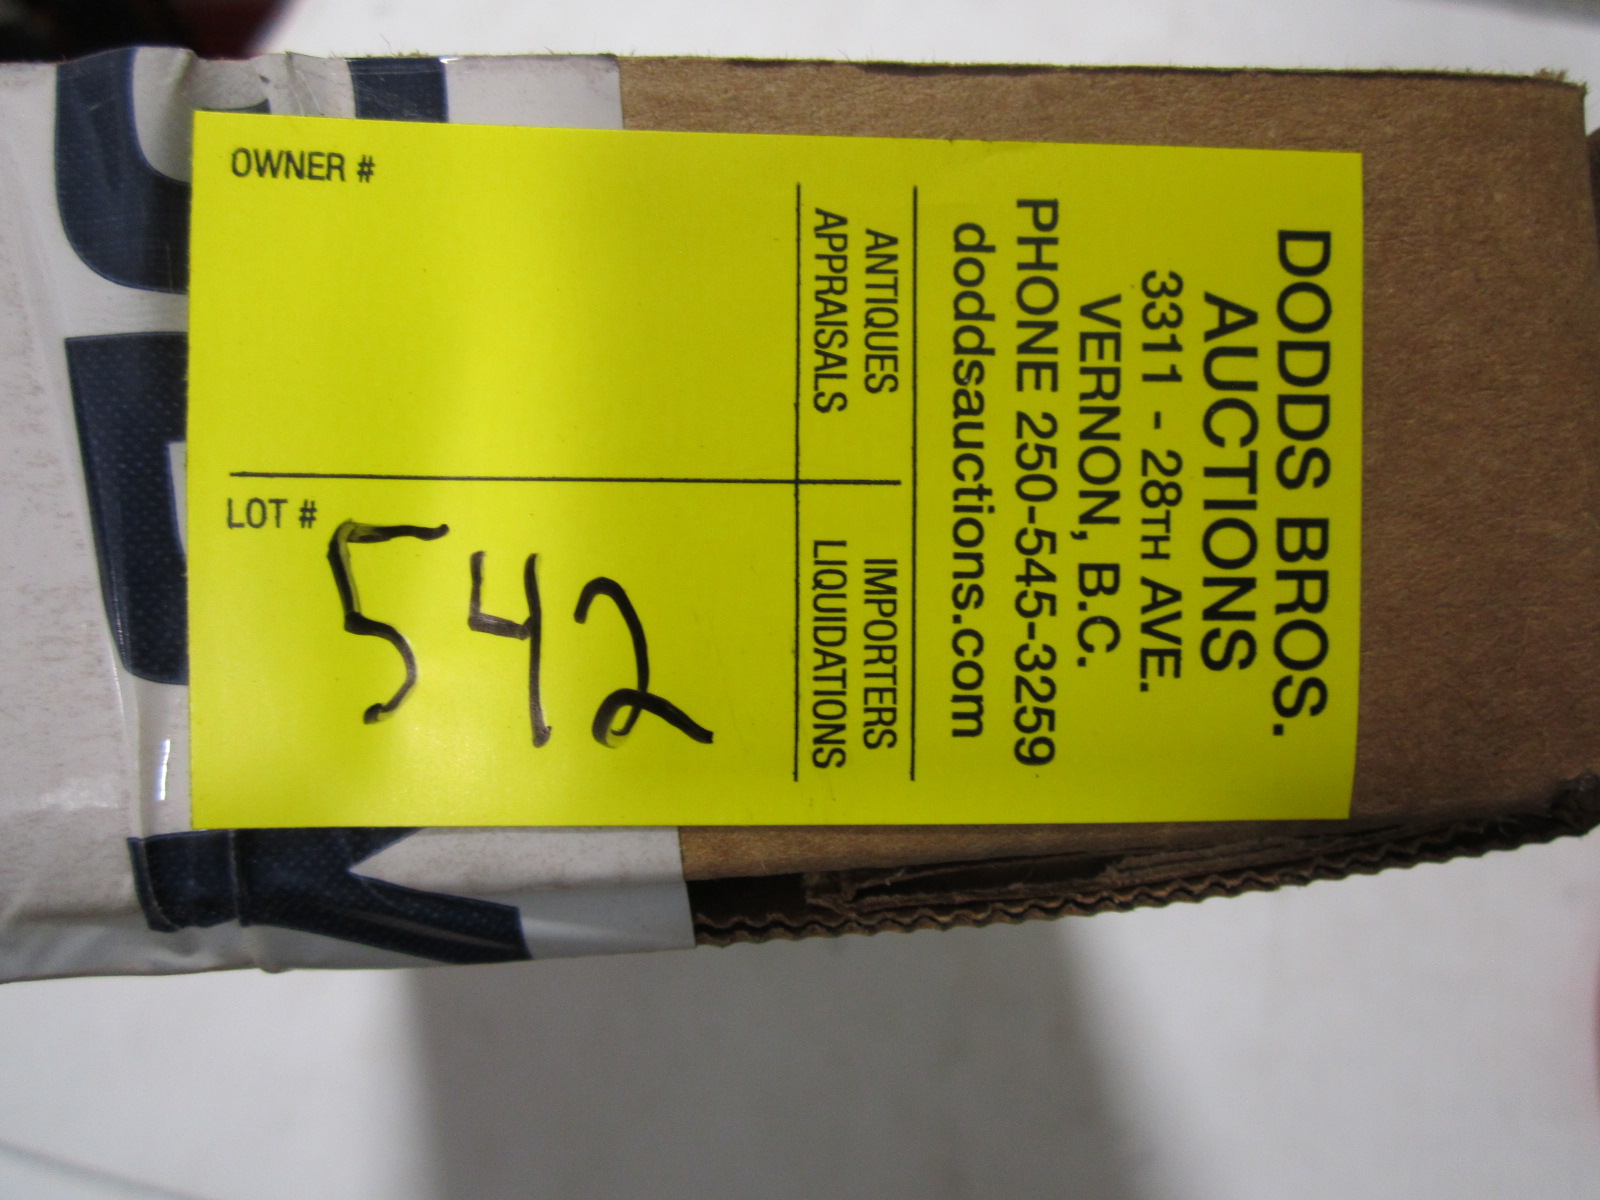 DODDS BROS.
AUCTIONS
3311 - 28TH AVE.
VERNON, B.C.
PHONE 250-545-3259
doddsauctions.com
ANTIQUES
APPRAISALS
IMPORTERS
LIQUIDATIONS
OWNER #
LOT #
542